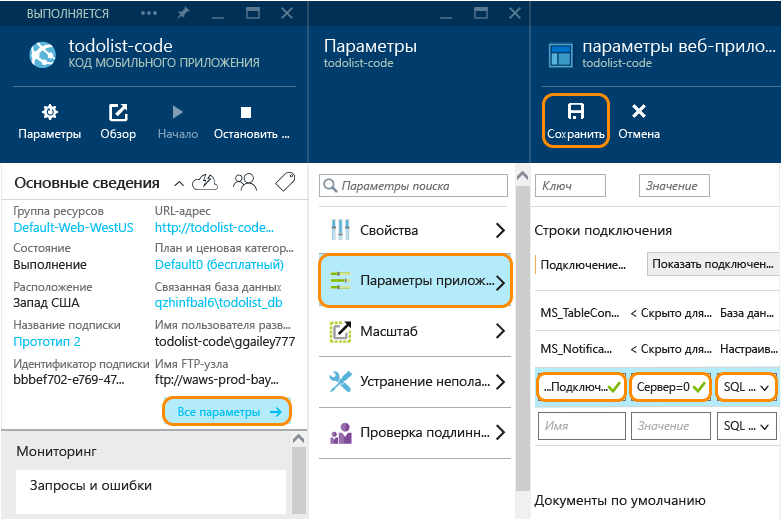 ВЫПОЛНЯЕТСЯ
todolist-code
КОД МОБИЛЬНОГО ПРИЛОЖЕНИЯ
Параметры
Обзор
Начало
Остановить ...
Основные сведения
Группа ресурсов
Default-Web-WestUS
URL-адрес
http://todolist-code...
Состояние
Выполнение
План и ценовая категор...
Default0 (бесплатный)
Расположение
Запад США
Связанная база данных
qzhinfbal6\todolist_db
Название подписки
Прототип 2
Имя пользователя разв...
todolist-code\ggailey777
Идентификатор подписки
bbbef702-e769-47...
Имя FTP-узла
ftp://waws-prod-bay...
Все параметры
Мониторинг
Запросы и ошибки
Параметры
todolist-code
Параметры поиска
Свойства
Параметры прилож...
Масштаб
Устранение непола...
Проверка подлинн...
параметры веб-прило...
todolist-code
Сохранить
Отмена
Ключ
Значение
Строки подключения
Подключение...
Показать подключен...
MS_TableCon... < Скрыто для... База дан...
MS_Notifica... < Скрыто для... Настраив...
...Подключ... Сервер=0 SQL ...
Имя Значение SQL ...
Документы по умолчанию